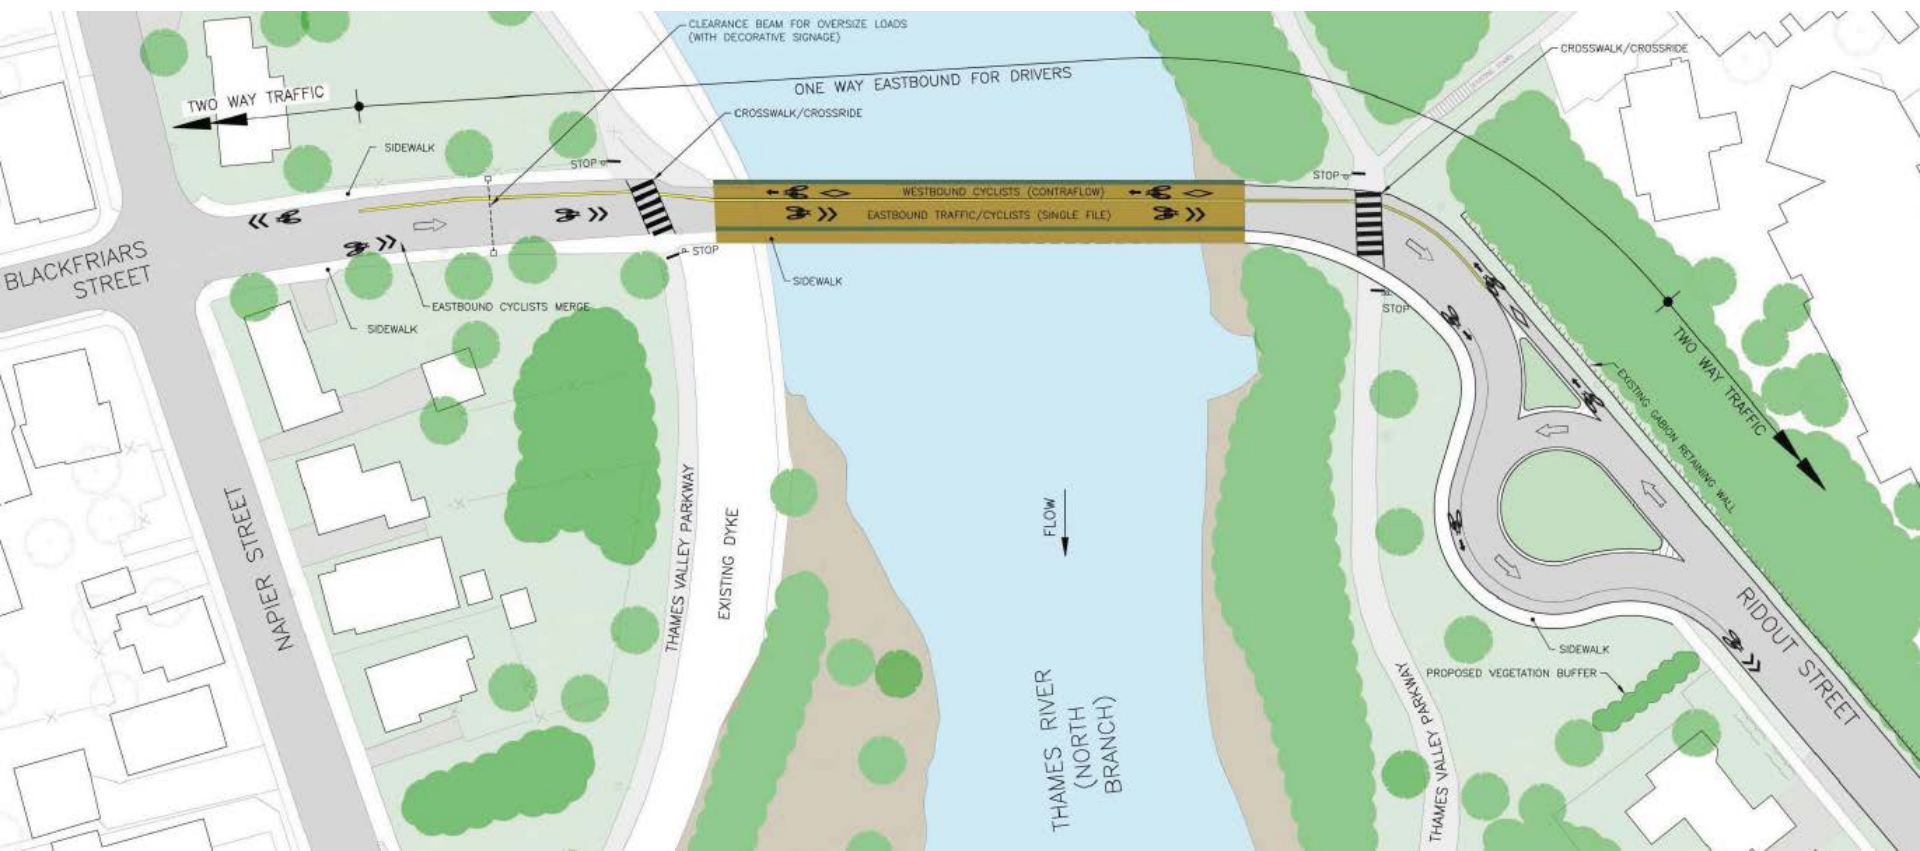 CLEARANCE BEAM FOR OVERSIZE LOADS
(WITH DECORATIVE SIGNAGE)
CROSSWALK/CROSSRIDE
ONE WAY EASTBOUND FOR DRIVERS
TWO WAY TRAFFIC
CROSSWALK/CROSSRIDE
SIDEWALK
STOP
STOP
WESTBOUND CYCLISTS (CONTRAFLOW)
EASTBOUND TRAFFIC/CYCLISTS (SINGLE FILE)
BLACKFRIARS
STREET
STOP
SIDEWALK
EASTBOUND CYCLISTS MERGE
SIDEWALK
STOP
TWO WAY TRAFFIC
EXISTING GABION RETAINING WALL
NAPIER STREET
THAMES VALLEY PARKWAY
EXISTING DYKE
FLOW
RIDOUT STREET
SIDEWALK
PROPOSED VEGETATION BUFFER
THAMES RIVER
(NORTH
BRANCH)
THAMES VALLEY PARKWAY